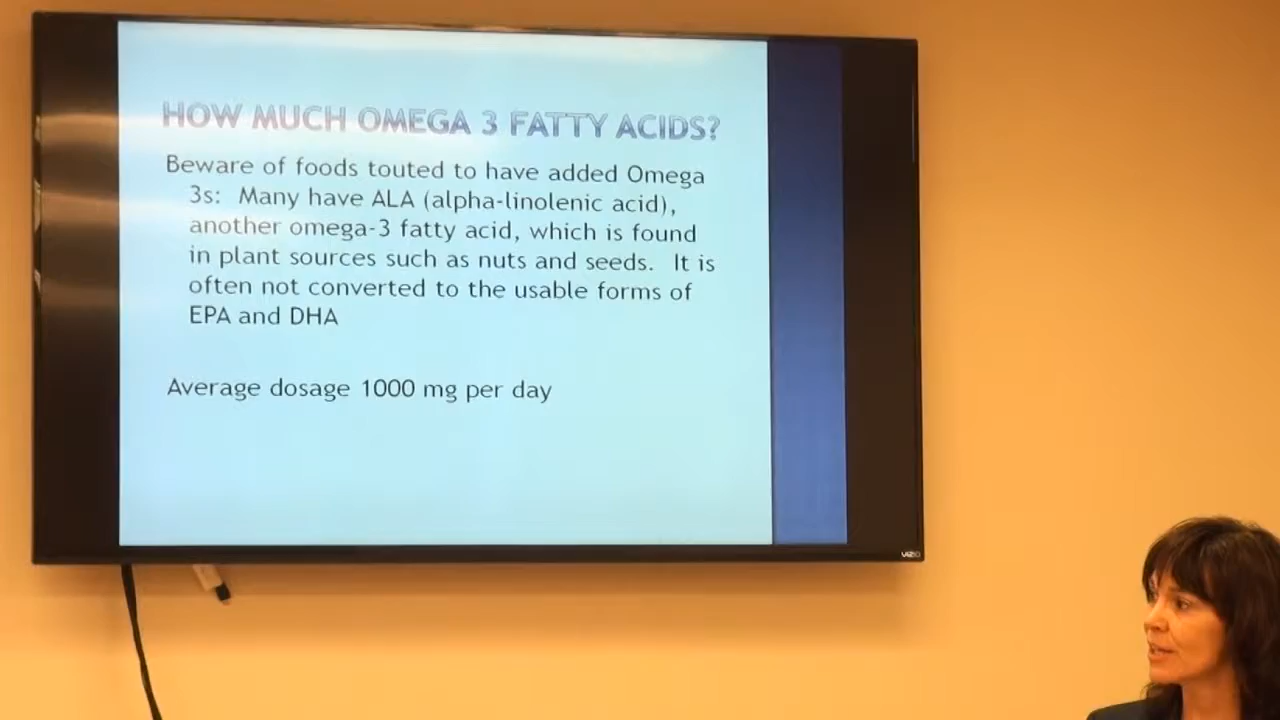 HOW MUCH OMEGA 3 FATTY ACIDS?
Beware of foods touted to have added Omega
3s: Many have ALA (alpha-linolenic acid),
another omega-3 fatty acid, which is found
in plant sources such as nuts and seeds. It is
often not converted to the usable forms of
EPA and DHA
Average dosage 1000 mg per day
VIZIO